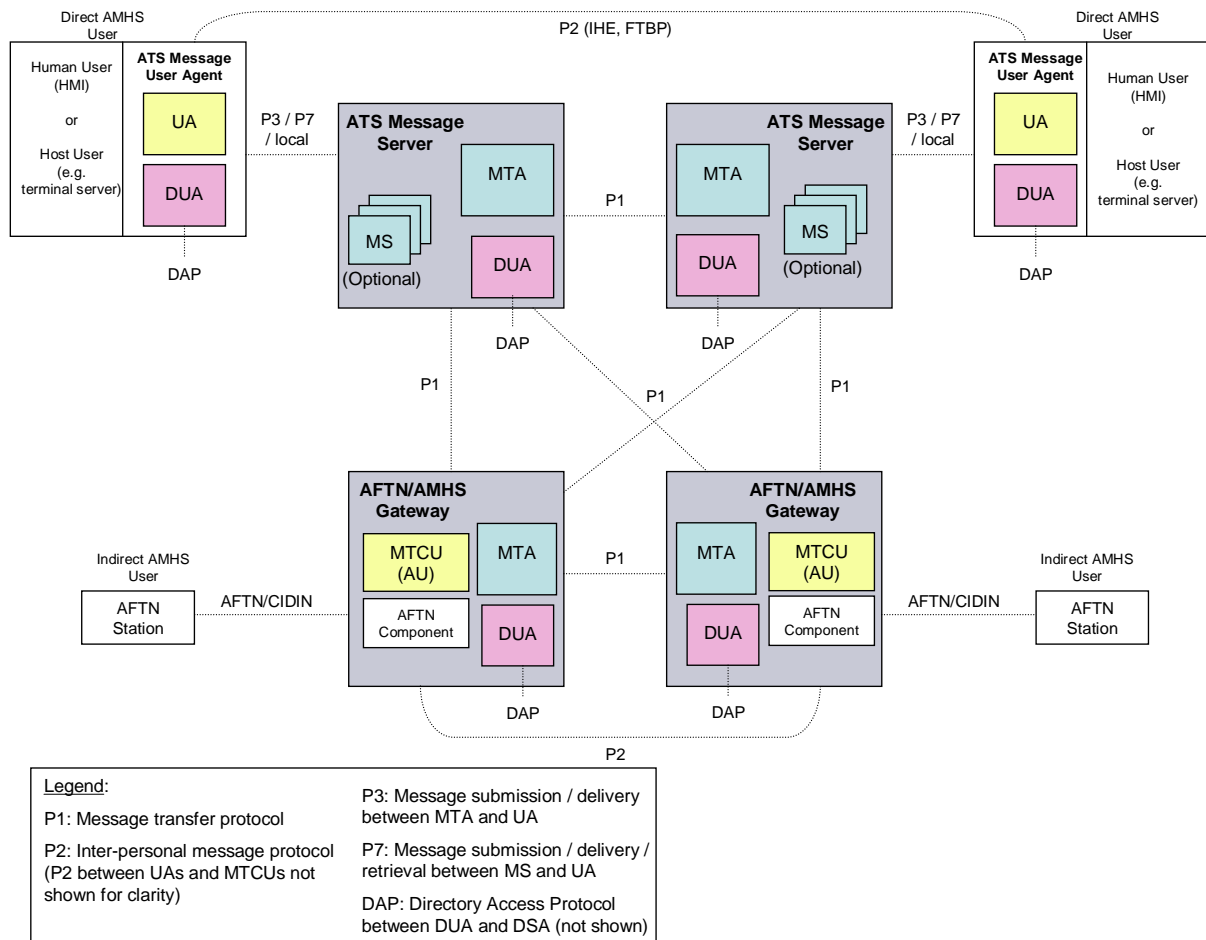 Direct AMHS
User
P2 (IHE, FTBP)
Direct AMHS
User
Human User
(HMI)
or
Host User
(e.g.
terminal server)
ATS Message
User Agent
UA
DUA
DAP
P3 / P7
/ local
ATS Message
Server
MTA
MS
(Optional)
DUA
DAP
P1
ATS Message
Server
MTA
MS
(Optional)
DUA
DAP
P3 / P7
/ local
ATS Message
User Agent
UA
DUA
DAP
Human User
(HMI)
or
Host User
(e.g.
terminal server)
P1
P1
P1
Indirect AMHS
User
AFTN
Station
AFTN/CIDIN
AFTN/AMHS
Gateway
MTCU
(AU)
MTA
AFTN
Component
DUA
DAP
P1
AFTN/AMHS
Gateway
MTA
MTCU
(AU)
DUA
AFTN
Component
DAP
AFTN/CIDIN
Indirect AMHS
User
AFTN
Station
P2
Legend:
P1: Message transfer protocol
P2: Inter-personal message protocol
(P2 between UAs and MTCUs not
shown for clarity)
P3: Message submission / delivery
between MTA and UA
P7: Message submission / delivery /
retrieval between MS and UA
DAP: Directory Access Protocol
between DUA and DSA (not shown)